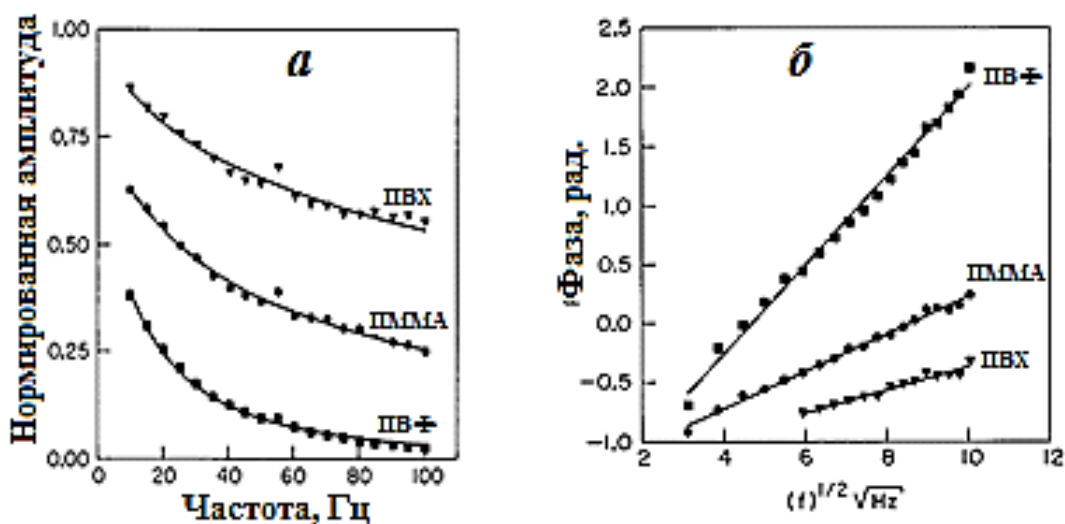 Нормированная амплитуда
1.00
0.75
0.50
0.25
0.00
а
ПВХ
ПММА
ПВФ
0 20 40 60 80 100
Частота, Гц
Фаза, рад.
2.5
2.0
1.5
1.0
0.5
0.0
−0.5
−1.0
б
ПВФ
ПММА
ПВХ
2 4 6 8 10 12
(f)^1/2 √Hz